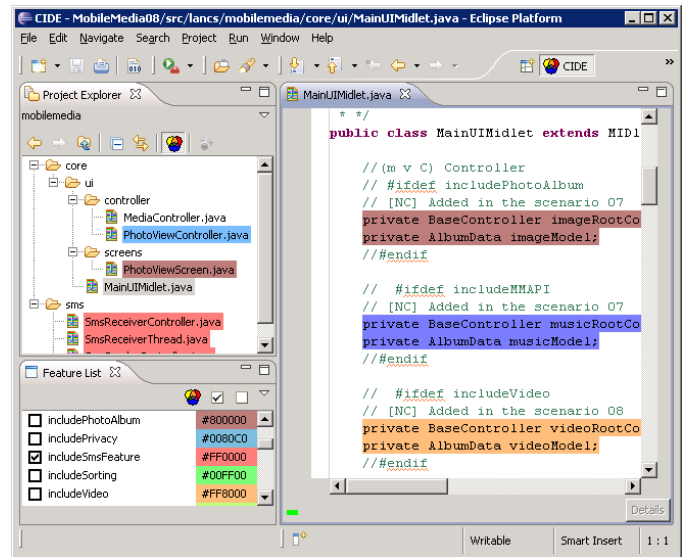 CIDE - MobileMedia08/src/lancs/mobilemedia/core/ui/MainUIMidlet.java - Eclipse Platform
File Edit Navigate Search Project Run Window Help
CIDE
»
Project Explorer
mobilemedia
core
ui
controller
MediaController.java
PhotoViewController.java
screens
PhotoViewScreen.java
MainUIMidlet.java
sms
SmsReceiverController.java
SmsReceiverThread.java
Feature List
includePhotoAlbum #800000
includePrivacy #0080C0
includeSmsFeature #FF0000
includeSorting #00FF00
includeVideo #FF8000
MainUIMidlet.java
* */
public class MainUIMidlet extends MIDl
//(m v C) Controller
// #ifdef includePhotoAlbum
// [NC] Added in the scenario 07
private BaseController imageRootCo
private AlbumData imageModel;
//#endif
// #ifdef includeMMAPI
// [NC] Added in the scenario 07
private BaseController musicRootCo
private AlbumData musicModel;
//#endif
// #ifdef includeVideo
// [NC] Added in the scenario 08
private BaseController videoRootCo
private AlbumData videoModel;
//#endif
Details
Writable Smart Insert 1 : 1